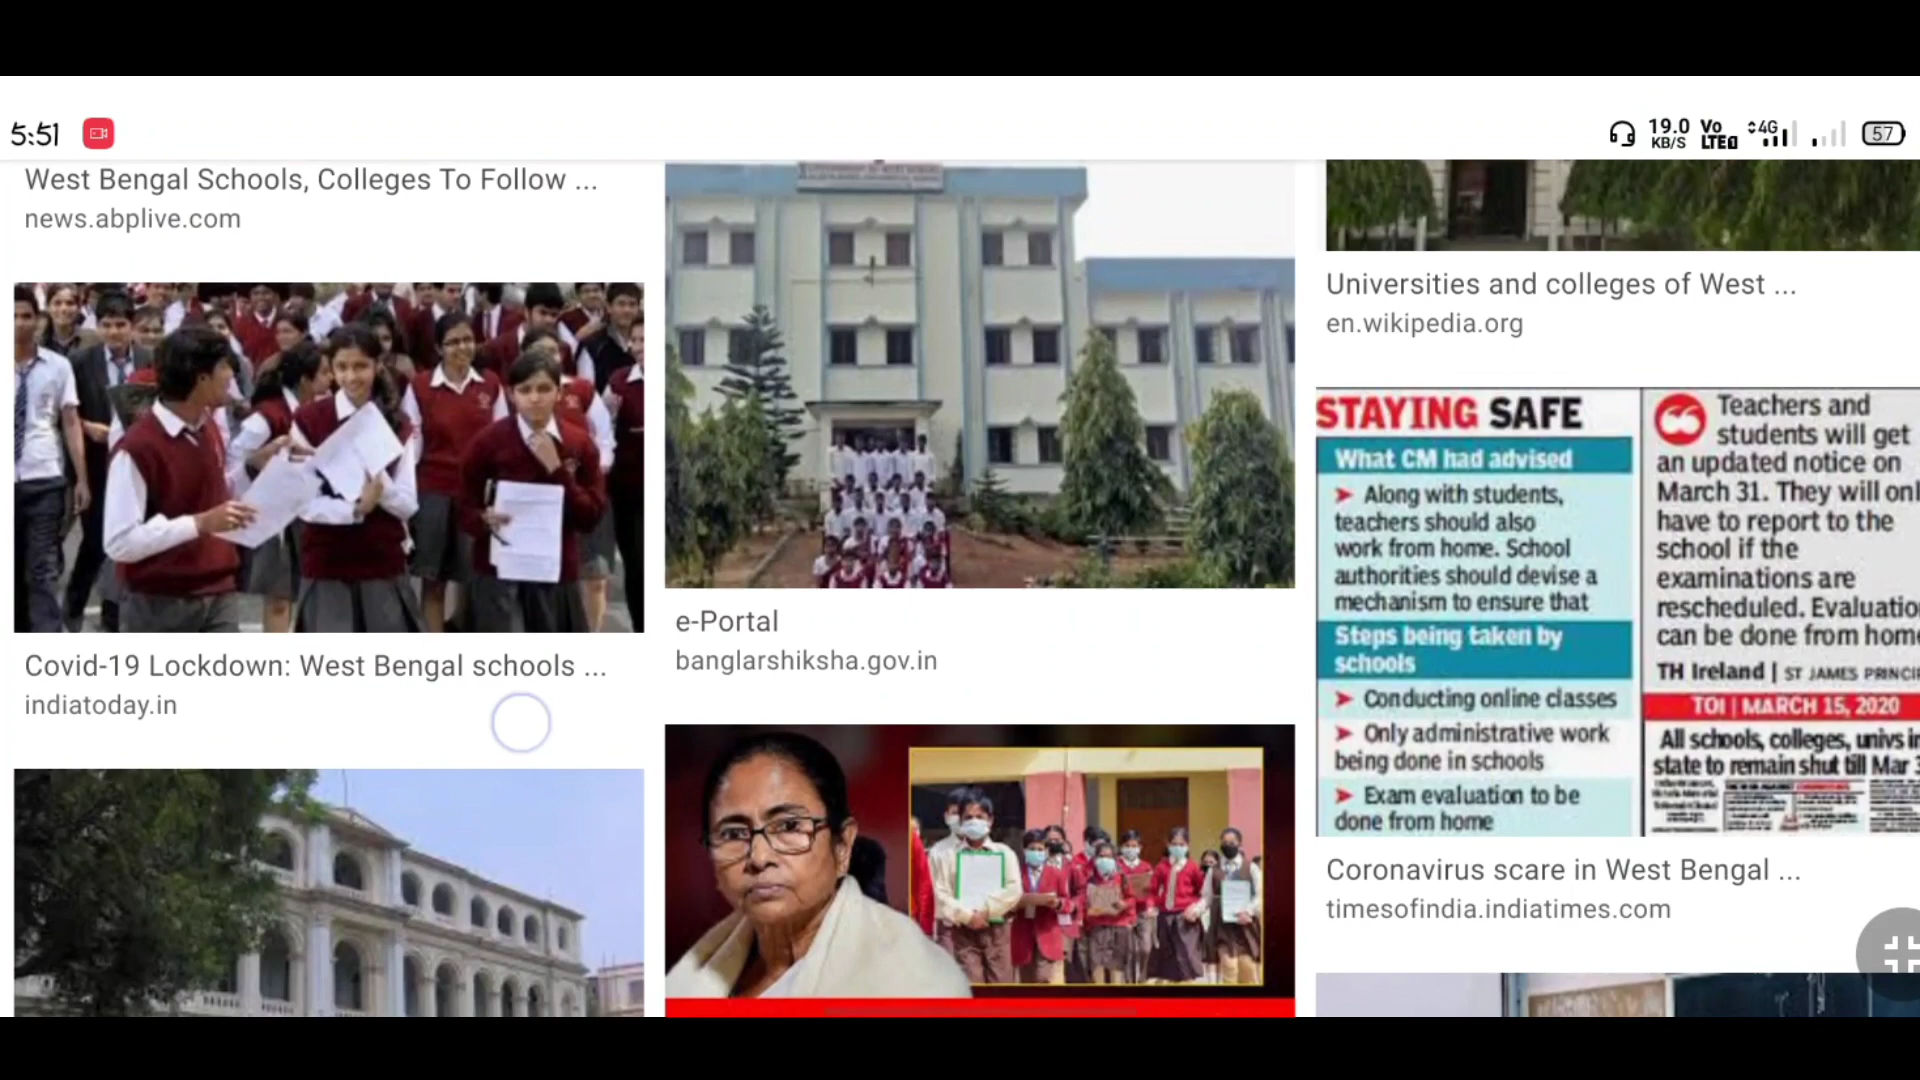 5:51
19.0
KB/S
Vo
LTE
4G
57
West Bengal Schools, Colleges To Follow ...
news.abplive.com
Covid-19 Lockdown: West Bengal schools ...
indiatoday.in
e-Portal
banglarshiksha.gov.in
Universities and colleges of West ...
en.wikipedia.org
STAYING SAFE
What CM had advised
Along with students,
teachers should also
work from home. School
authorities should devise a
mechanism to ensure that
Steps being taken by
schools
Conducting online classes
Only administrative work
being done in schools
Exam evaluation to be
done from home
Teachers and
students will get
an updated notice on
March 31. They will onl
have to report to the
school if the
examinations are
rescheduled. Evaluatio
can be done from home
TH Ireland | ST JAMES PRINCI
TOI | MARCH 15, 2020
All schools, colleges, univs in
state to remain shut till Mar 3
Coronavirus scare in West Bengal ...
timesofindia.indiatimes.com